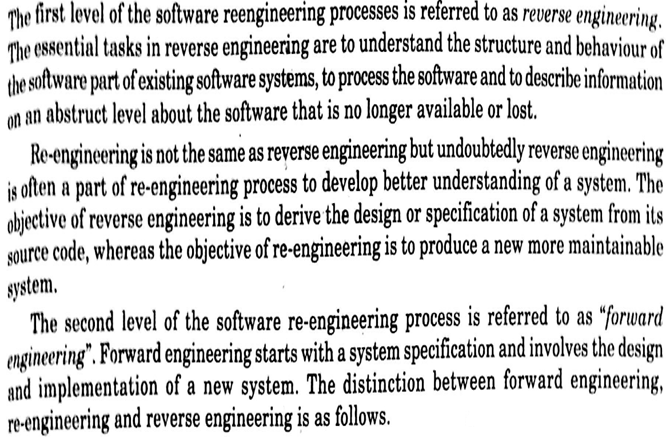 The first level of the software reengineering processes is referred to as reverse engineering.
The essential tasks in reverse engineering are to understand the structure and behaviour of
the software part of existing software systems, to process the software and to describe information
on an abstruct level about the software that is no longer available or lost.
Re-engineering is not the same as reverse engineering but undoubtedly reverse engineering
is often a part of re-engineering process to develop better understanding of a system. The
objective of reverse engineering is to derive the design or specification of a system from its
source code, whereas the objective of re-engineering is to produce a new more maintainable
system.
The second level of the software re-engineering process is referred to as “forward
engineering”. Forward engineering starts with a system specification and involves the design
and implementation of a new system. The distinction between forward engineering,
re-engineering and reverse engineering is as follows.